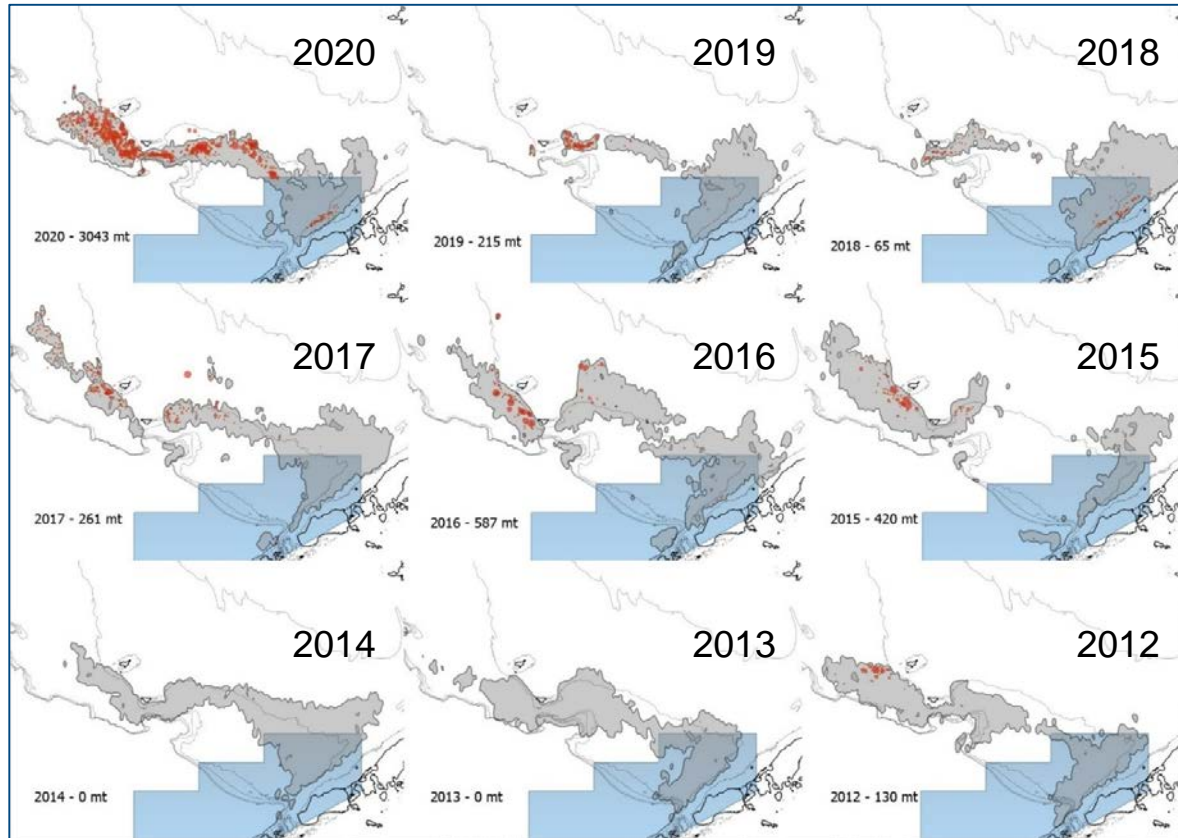 2020
2019
2018
2020 - 3043 mt
2019 - 215 mt
2018 - 65 mt
2017
2016
2015
2017 - 261 mt
2016 - 587 mt
2015 - 420 mt
2014
2013
2012
2014 - 0 mt
2013 - 0 mt
2012 - 130 mt